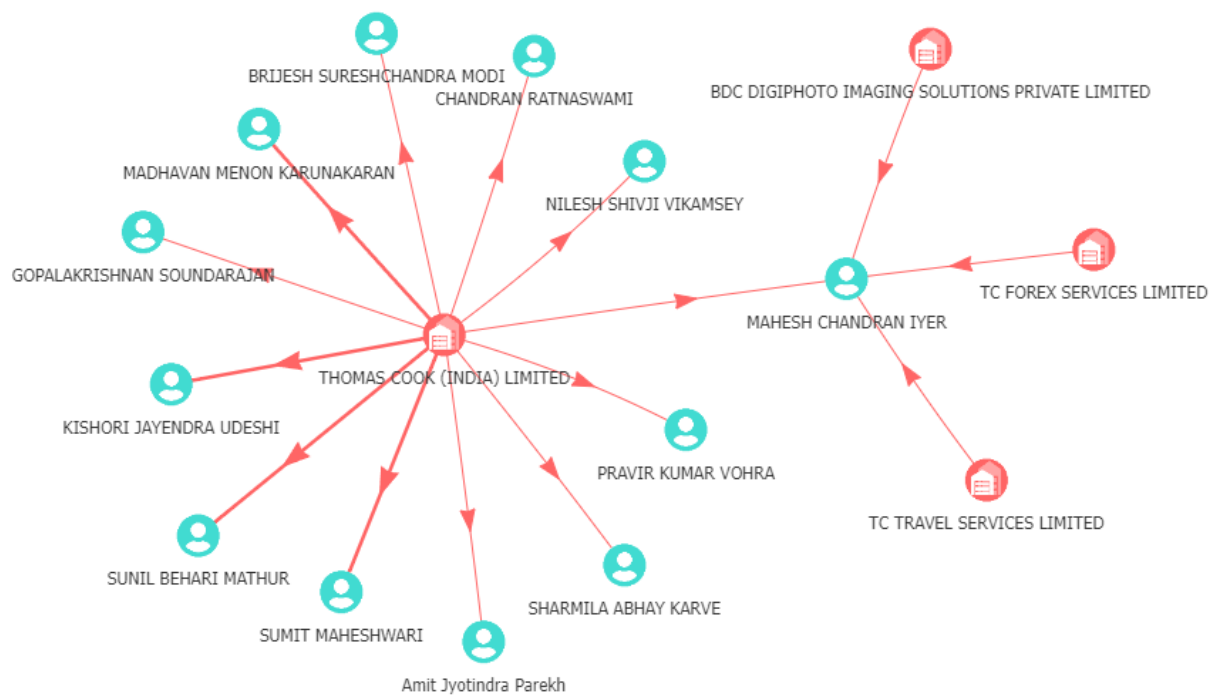 BRIJESH SURESHCHANDRA MODI
BDC DIGIPHOTO IMAGING SOLUTIONS PRIVATE LIMITED
CHANDRAN RATNASWAMI
MADHAVAN MENON KARUNAKARAN
NILESH SHIVJI VIKAMSEY
GOPALAKRISHNAN SOUNDARAJAN
TC FOREX SERVICES LIMITED
MAHESH CHANDRAN IYER
THOMAS COOK (INDIA) LIMITED
KISHORI JAYENDRA UDESHI
PRAVIR KUMAR VOHRA
TC TRAVEL SERVICES LIMITED
SUNIL BEHARI MATHUR
SHARMILA ABHAY KARVE
SUMIT MAHESHWARI
Amit Jyotindra Parekh